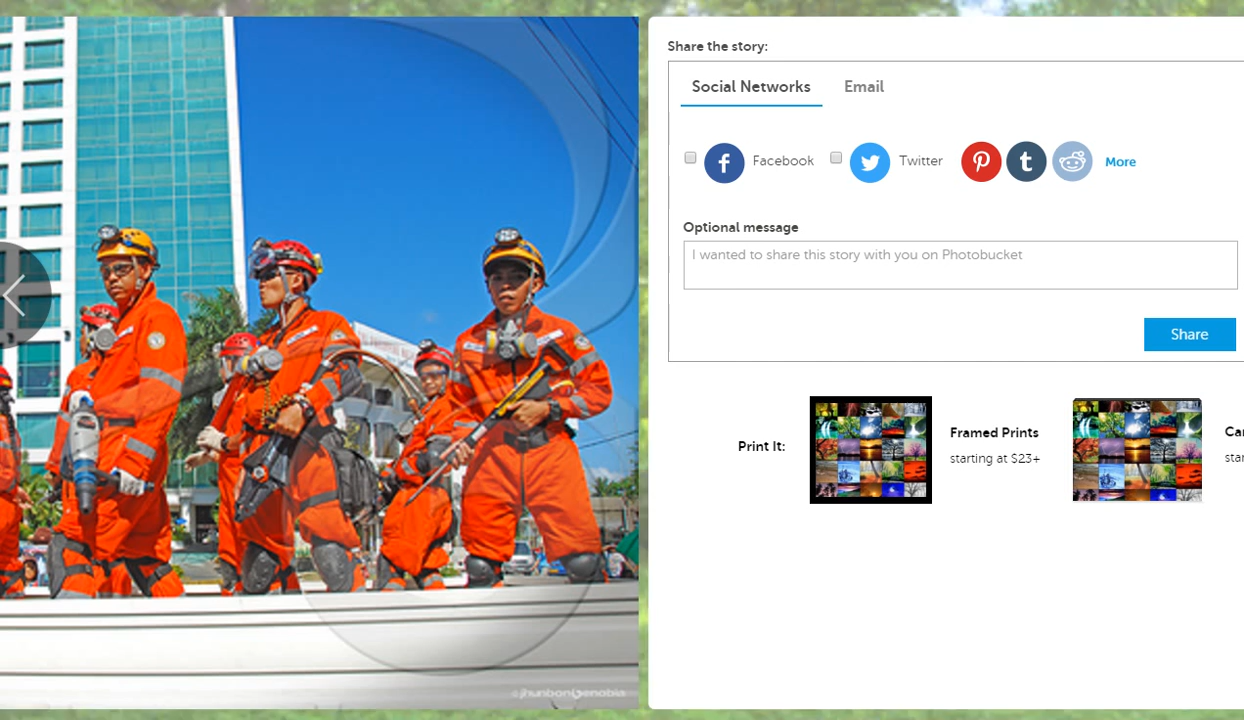 Share the story:
Social Networks
Email
Facebook
Twitter
More
Optional message
I wanted to share this story with you on Photobucket
Share
Print It:
Framed Prints
starting at $23+